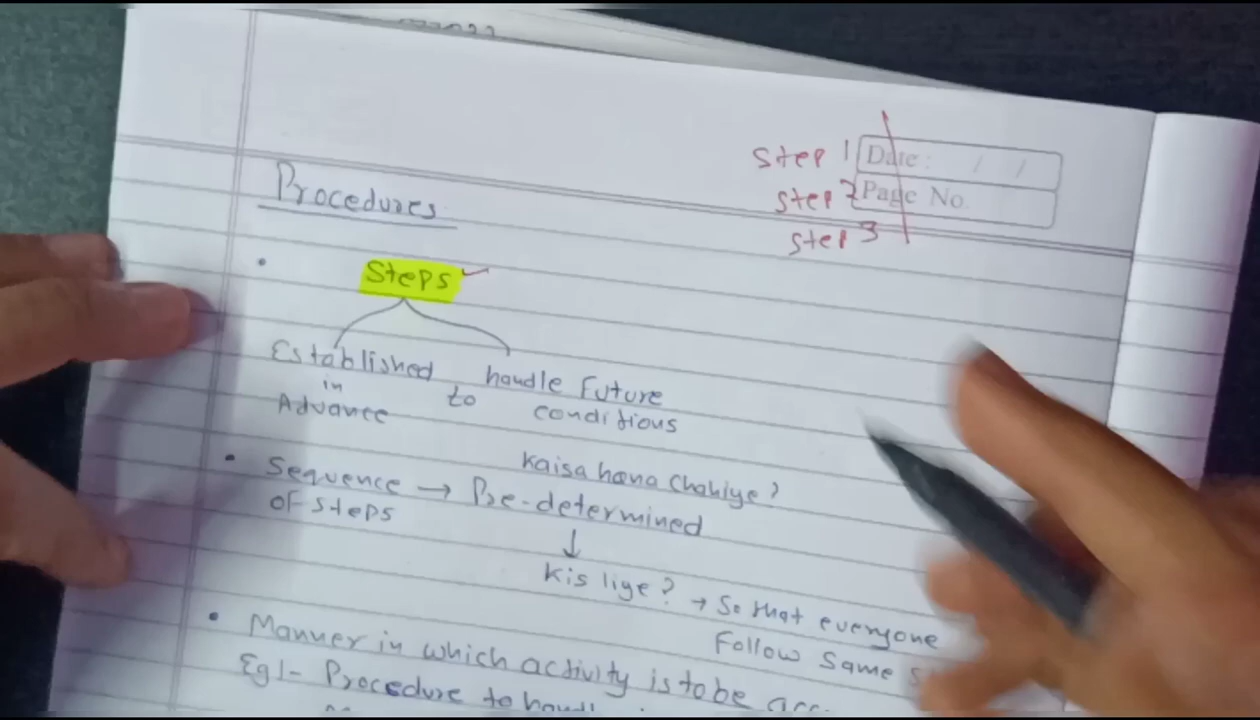 Step 1
Date: / /
Step 2
Page No.
Step 3
Procedures
Steps
Established handle Future
in to
Advance conditions
Kaisa hona Chahiye?
Sequence → Pre-determined
of Steps
↓
Kis liye? → So that everyone
Follow Same
Manner in which activity is to be acc.
Eg1- Procedure to